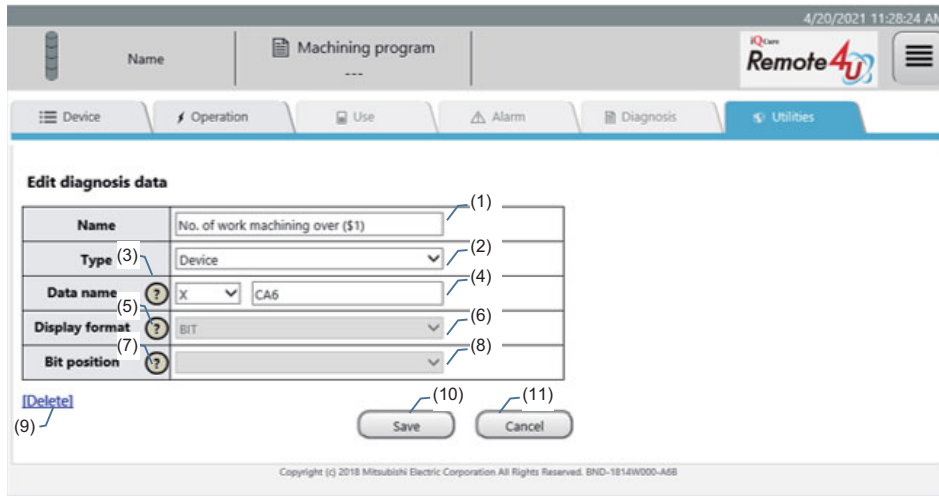 4/20/2021 11:28:24 AM
Name
Machining program
---
iQ Care
Remote4U
Device
Operation
Use
Alarm
Diagnosis
Utilities
Edit diagnosis data
Name No. of work machining over ($1) (1)
Type Device (2)
(3)
Data name ? X CA6 (4)
(5)
Display format ? BIT (6)
(7)
Bit position ? (8)
[Delete]
(9)
(10) (11)
Save Cancel
Copyright (c) 2018 Mitsubishi Electric Corporation All Rights Reserved. BND-1814W000-A6B